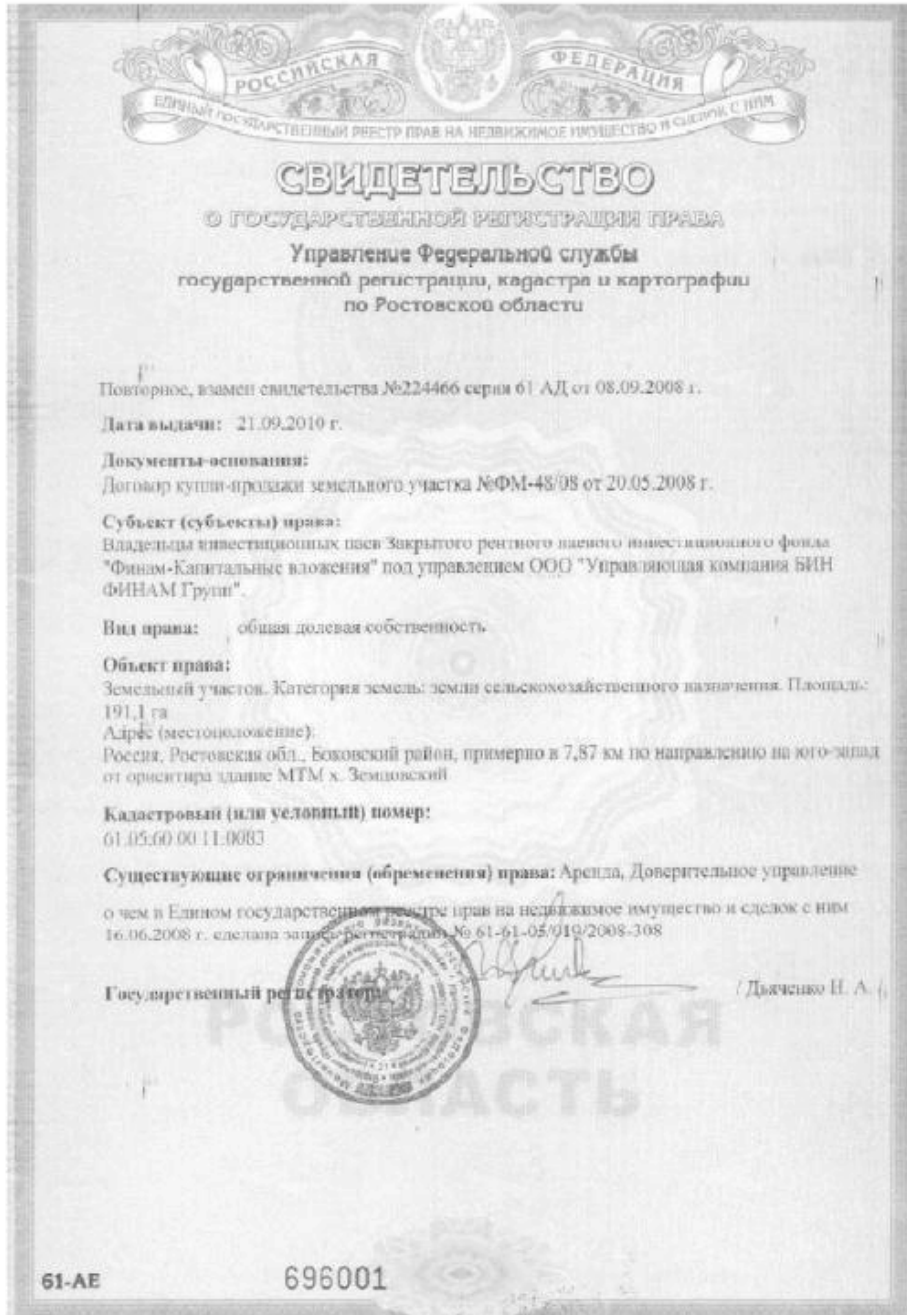 РОССИЙСКАЯ ФЕДЕРАЦИЯ
ЕДИНЫЙ ГОСУДАРСТВЕННЫЙ РЕЕСТР ПРАВ НА НЕДВИЖИМОЕ ИМУЩЕСТВО И СДЕЛОК С НИМ
СВИДЕТЕЛЬСТВО
О ГОСУДАРСТВЕННОЙ РЕГИСТРАЦИИ ПРАВА
Управление Федеральной службы
государственной регистрации, кадастра и картографии
по Ростовской области
Повторное, взамен свидетельства №224466 серия 61 АД от 08.09.2008 г.
Дата выдачи: 21.09.2010 г.
Документы-основания:
Договор купли-продажи земельного участка №ФМ-48/08 от 20.05.2008 г.
Субъект (субъекты) права:
Владельцы инвестиционных паев Закрытого рентного паевого инвестиционного фонда
"Финам-Капитальные вложения" под управлением ООО "Управляющая компания БИН
ФИНАМ Групп".
Вид права: общая долевая собственность
Объект права:
Земельный участок. Категория земель: земли сельскохозяйственного назначения. Площадь:
191,1 га
Адрес (местоположение):
Россия, Ростовская обл., Боковский район, примерно в 7,87 км по направлению на юго-запад
от ориентира здание МТМ х. Земцовский
Кадастровый (или условный) номер:
61:05:60 00 11:0083
Существующие ограничения (обременения) права: Аренда, Доверительное управление
о чем в Едином государственном реестре прав на недвижимое имущество и сделок с ним
16.06.2008 г. сделана запись регистрации № 61-61-05/019/2008-308
Государственный регистратор / Дьяченко Н. А. /
РОСТОВСКАЯ
ОБЛАСТЬ
61-АЕ 696001